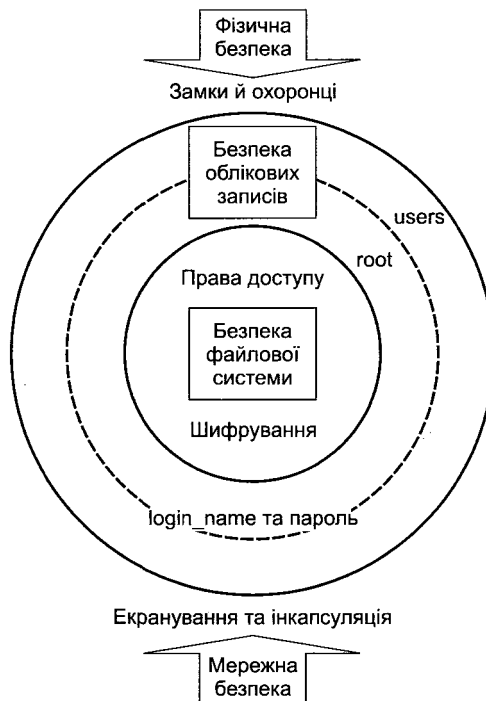 Фізична
безпека
Замки й охоронці
Безпека
облікових
записів
users
root
Права доступу
Безпека
файлової
системи
Шифрування
login_name та пароль
Екранування та інкапсуляція
Мережна
безпека